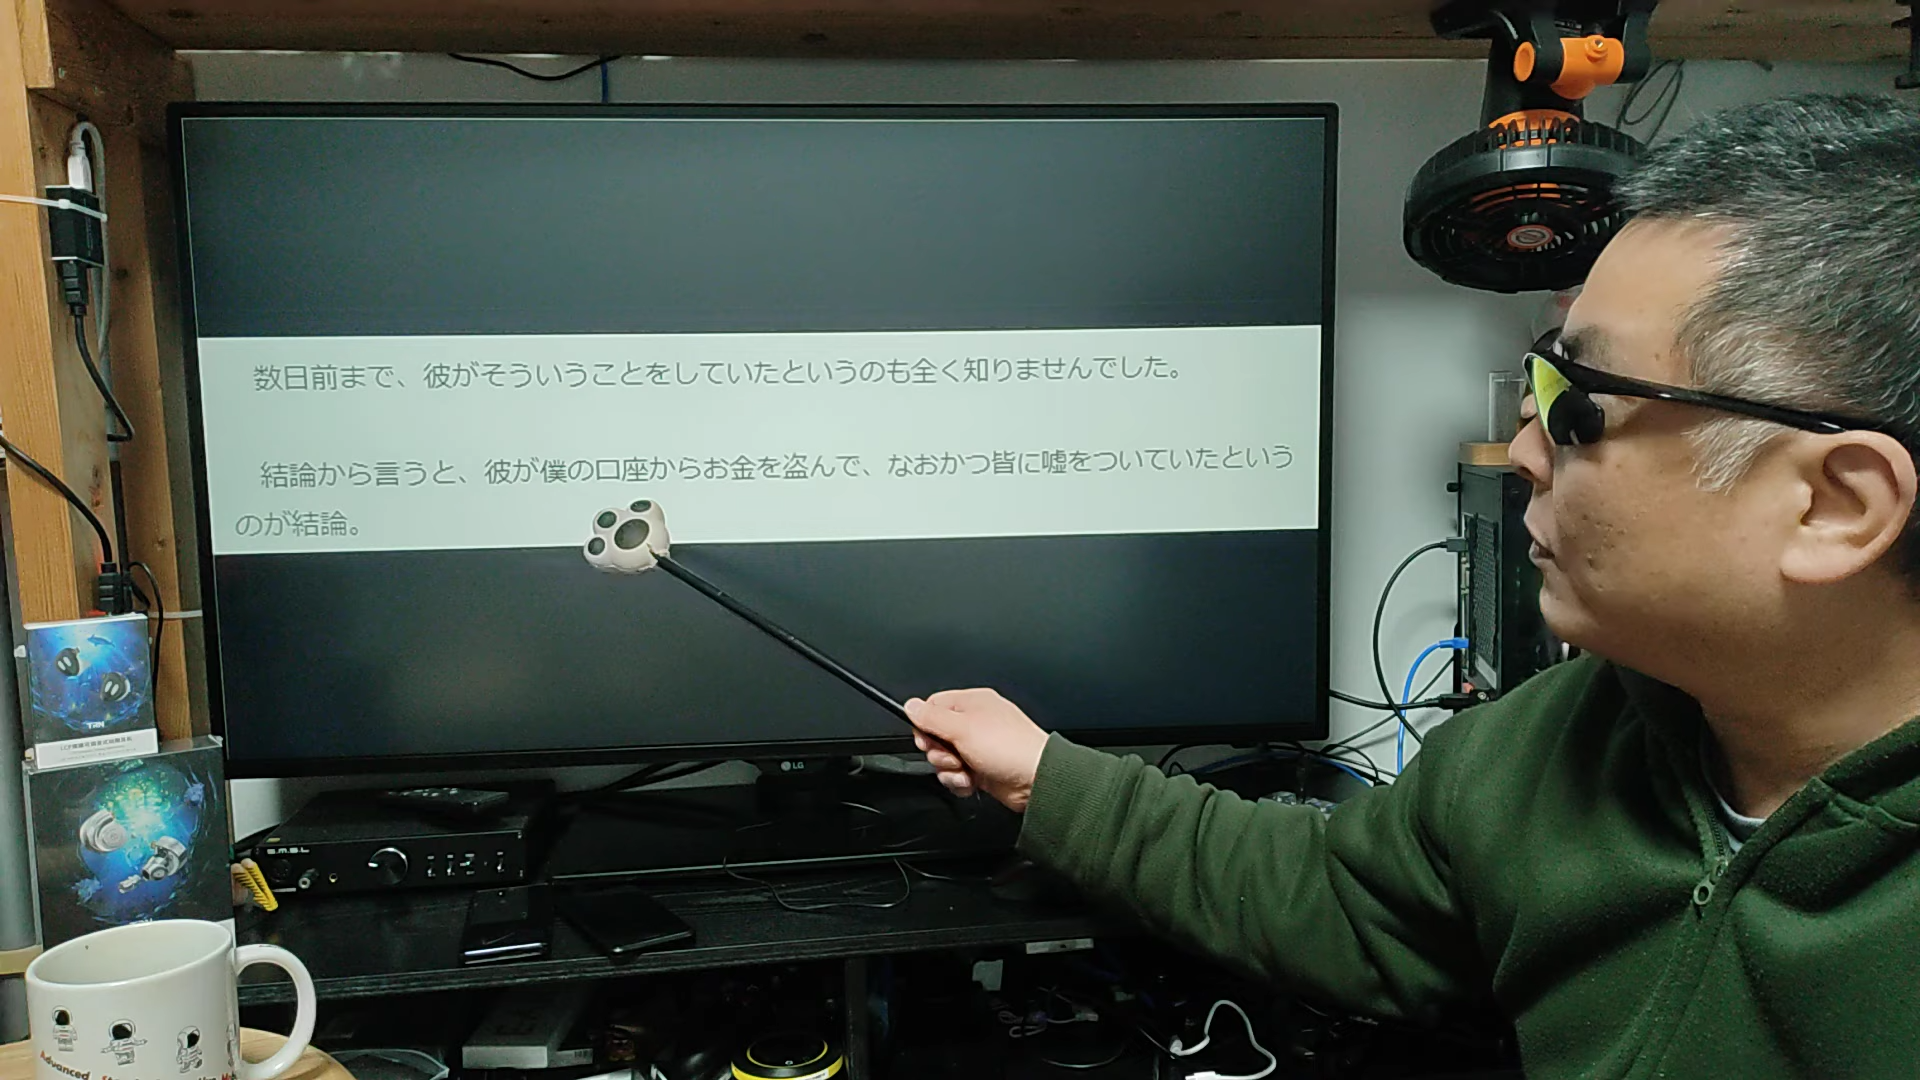 数日前まで、彼がそういうことをしていたというのも全く知りませんでした。
結論から言うと、彼が僕の口座からお金を盗んで、なおかつ皆に嘘をついていたという
のが結論。
LG
S.M.S.L
TRN
Advanced